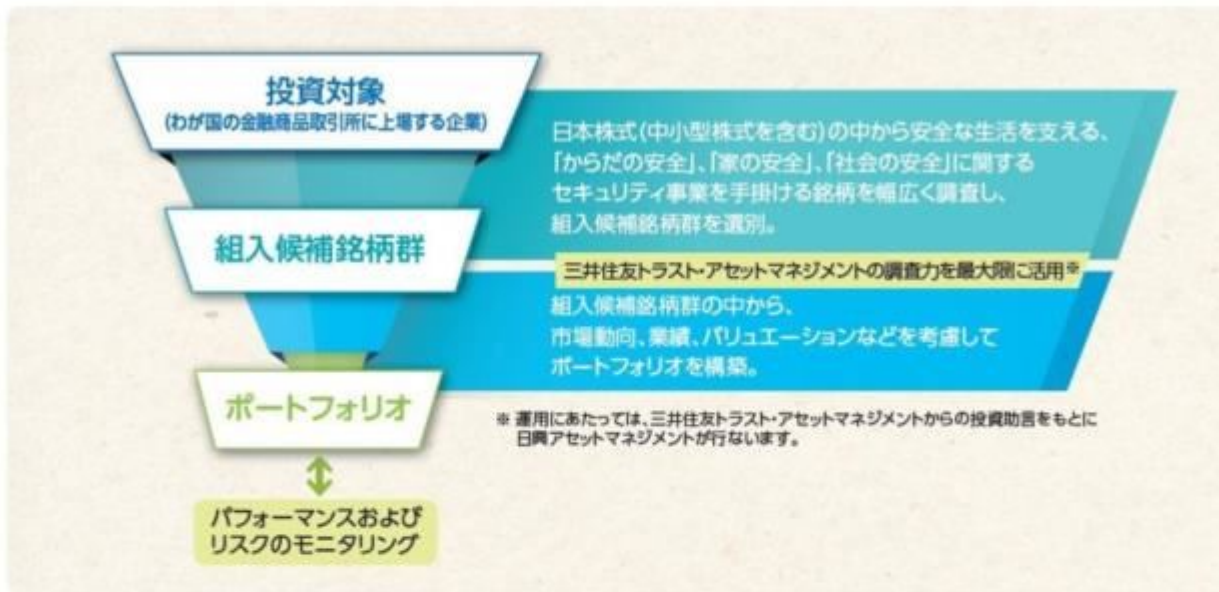 投資対象
(わが国の金融商品取引所に上場する企業)
日本株式(中小型株式を含む)の中から安全な生活を支える、
「からだの安全」、「家の安全」、「社会の安全」に関する
セキュリティ事業を手掛ける銘柄を幅広く調査し、
組入候補銘柄群を選別。
組入候補銘柄群
三井住友トラスト・アセットマネジメントの調査力を最大限に活用※
組入候補銘柄群の中から、
市場動向、業績、バリュエーションなどを考慮して
ポートフォリオを構築。
ポートフォリオ
※ 運用にあたっては、三井住友トラスト・アセットマネジメントからの投資助言をもとに
日興アセットマネジメントが行ないます。
パフォーマンスおよび
リスクのモニタリング